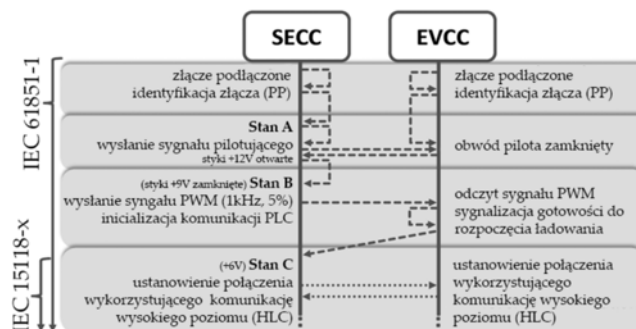 SECC
EVCC
IEC 61851-1
IEC 15118-x
złącze podłączone
identyfikacja złącza (PP)
złącze podłączone
identyfikacja złącza (PP)
Stan A
wysłanie sygnału pilotującego
styki +12V otwarte
obwód pilota zamknięty
(styki +9V zamknięte) Stan B
wysłanie syngału PWM (1kHz, 5%)
inicializacja komunikacji PLC
odczyt sygnału PWM
sygnalizacja gotowości do
rozpoczęcia ładowania
(+6V) Stan C
ustanowienie połączenia
wykorzystującego komunikację
wysokiego poziomu (HLC)
ustanowienie połączenia
wykorzystującego
komunikację wysokiego
poziomu (HLC)